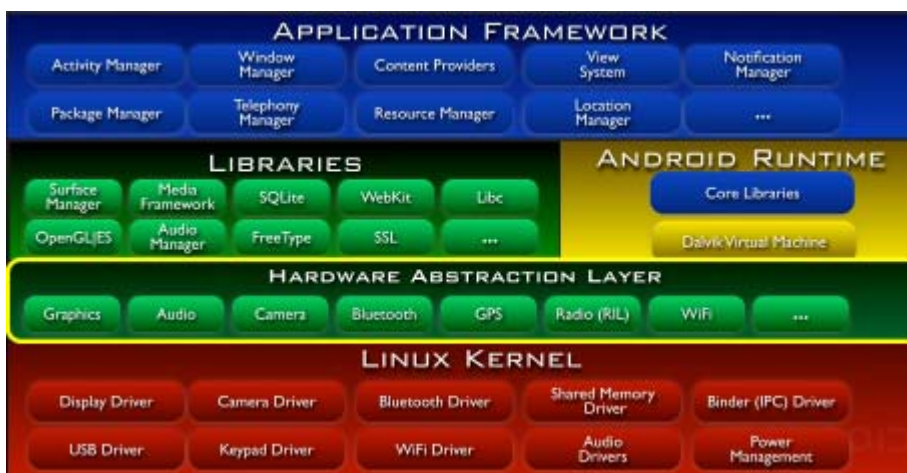 APPLICATION FRAMEWORK
Activity Manager
Window
Manager
Content Providers
View
System
Notification
Manager
Package Manager
Telephony
Manager
Resource Manager
Location
Manager
...
LIBRARIES
Surface
Manager
Media
Framework
SQLite
WebKit
Libc
OpenGL|ES
Audio
Manager
FreeType
SSL
...
ANDROID RUNTIME
Core Libraries
Dalvik Virtual Machine
HARDWARE ABSTRACTION LAYER
Graphics
Audio
Camera
Bluetooth
GPS
Radio (RIL)
WiFi
...
LINUX KERNEL
Display Driver
Camera Driver
Bluetooth Driver
Shared Memory
Driver
Binder (IPC) Driver
USB Driver
Keypad Driver
WiFi Driver
Audio
Drivers
Power
Management